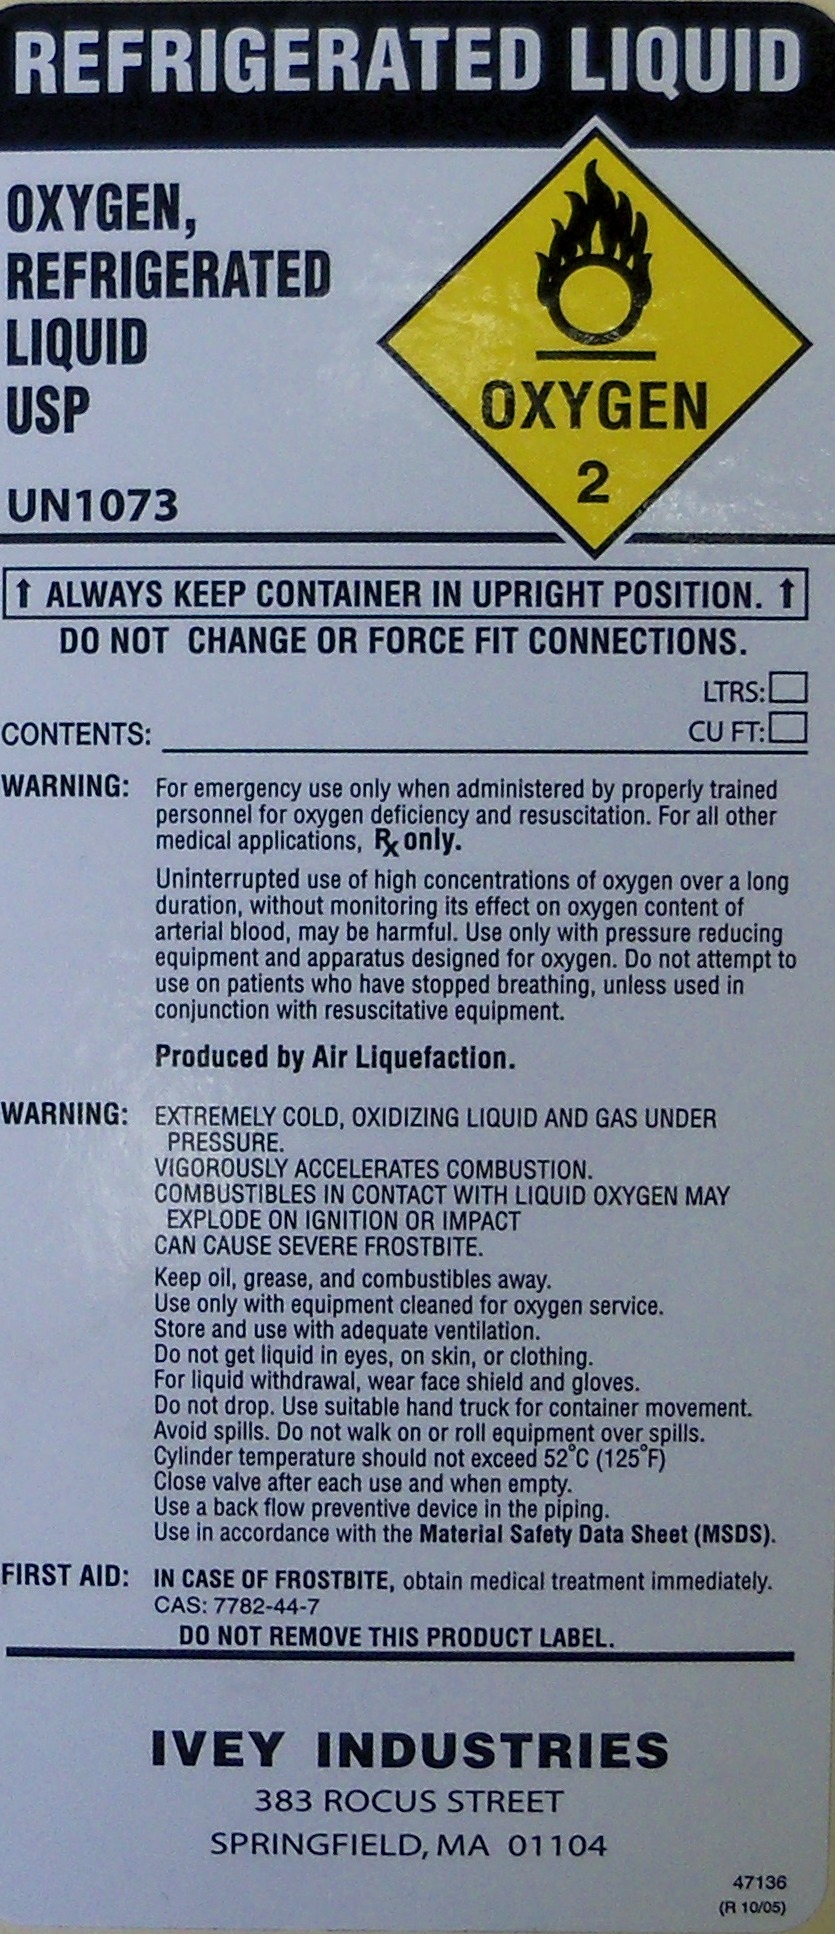 REFRIGERATED LIQUID
OXYGEN,
REFRIGERATED
LIQUID
USP
UN1073
OXYGEN
2
↑ ALWAYS KEEP CONTAINER IN UPRIGHT POSITION. ↑
DO NOT CHANGE OR FORCE FIT CONNECTIONS.
LTRS:
CONTENTS: CU FT:
WARNING: For emergency use only when administered by properly trained
personnel for oxygen deficiency and resuscitation. For all other
medical applications, ℞ only.
Uninterrupted use of high concentrations of oxygen over a long
duration, without monitoring its effect on oxygen content of
arterial blood, may be harmful. Use only with pressure reducing
equipment and apparatus designed for oxygen. Do not attempt to
use on patients who have stopped breathing, unless used in
conjunction with resuscitative equipment.
Produced by Air Liquefaction.
WARNING: EXTREMELY COLD, OXIDIZING LIQUID AND GAS UNDER
PRESSURE.
VIGOROUSLY ACCELERATES COMBUSTION.
COMBUSTIBLES IN CONTACT WITH LIQUID OXYGEN MAY
EXPLODE ON IGNITION OR IMPACT
CAN CAUSE SEVERE FROSTBITE.
Keep oil, grease, and combustibles away.
Use only with equipment cleaned for oxygen service.
Store and use with adequate ventilation.
Do not get liquid in eyes, on skin, or clothing.
For liquid withdrawal, wear face shield and gloves.
Do not drop. Use suitable hand truck for container movement.
Avoid spills. Do not walk on or roll equipment over spills.
Cylinder temperature should not exceed 52°C (125°F)
Close valve after each use and when empty.
Use a back flow preventive device in the piping.
Use in accordance with the Material Safety Data Sheet (MSDS).
FIRST AID: IN CASE OF FROSTBITE, obtain medical treatment immediately.
CAS: 7782-44-7
DO NOT REMOVE THIS PRODUCT LABEL.
IVEY INDUSTRIES
383 ROCUS STREET
SPRINGFIELD, MA 01104
47136
(R 10/05)